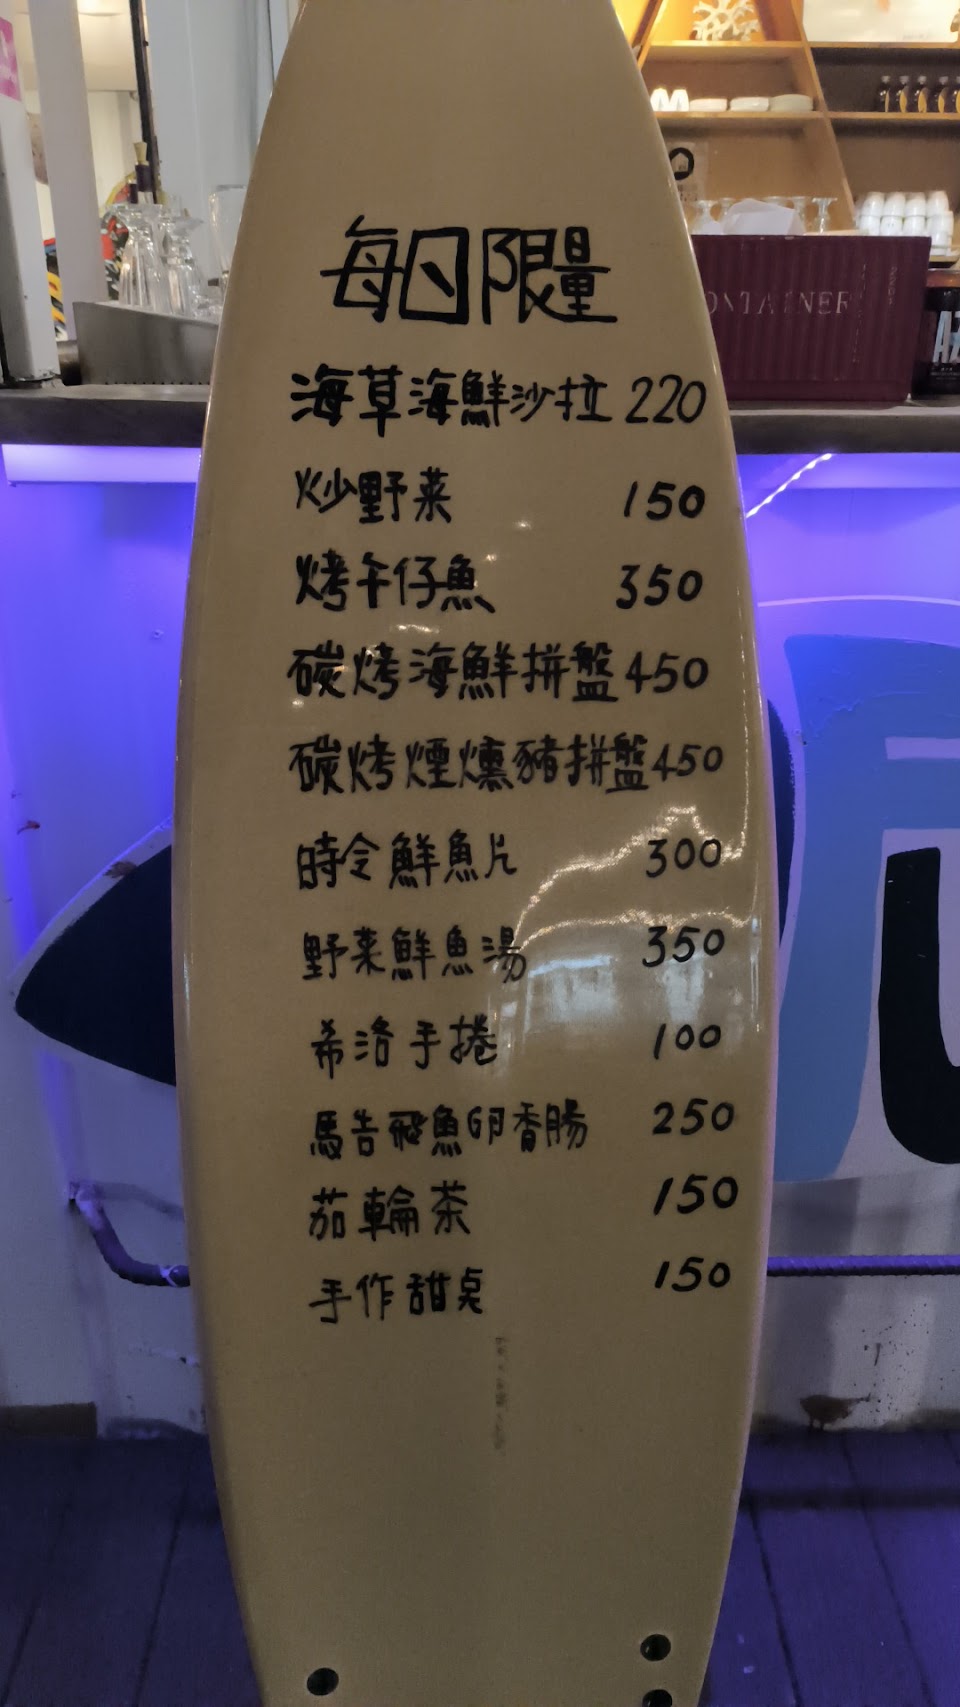 每日限量
海草海鮮沙拉 220
炒野菜 150
烤午仔魚 350
碳烤海鮮拼盤 450
碳烤煙燻豬拼盤 450
時令鮮魚片 300
野菜鮮魚湯 350
希洛手捲 100
馬告飛魚卵香腸 250
茄輪茶 150
手作甜桌 150
CONTAINER